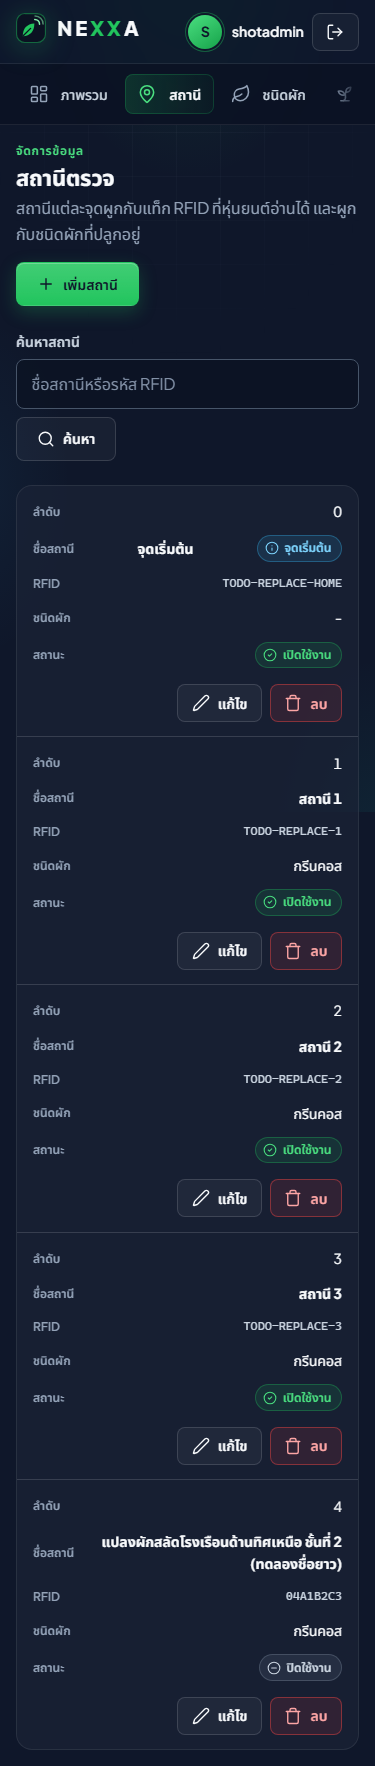 NEXXA
S
shotadmin
ภาพรวม
สถานี
ชนิดผัก
จัดการข้อมูล
สถานีตรวจ
สถานีแต่ละจุดผูกกับแท็ก RFID ที่หุ่นยนต์อ่านได้ และผูก
กับชนิดผักที่ปลูกอยู่
เพิ่มสถานี
ค้นหาสถานี
ชื่อสถานีหรือรหัส RFID
ค้นหา
ลำดับ 0
ชื่อสถานี จุดเริ่มต้น จุดเริ่มต้น
RFID TODO-REPLACE-HOME
ชนิดผัก –
สถานะ เปิดใช้งาน
แก้ไข ลบ
ลำดับ 1
ชื่อสถานี สถานี 1
RFID TODO-REPLACE-1
ชนิดผัก กรีนคอส
สถานะ เปิดใช้งาน
แก้ไข ลบ
ลำดับ 2
ชื่อสถานี สถานี 2
RFID TODO-REPLACE-2
ชนิดผัก กรีนคอส
สถานะ เปิดใช้งาน
แก้ไข ลบ
ลำดับ 3
ชื่อสถานี สถานี 3
RFID TODO-REPLACE-3
ชนิดผัก กรีนคอส
สถานะ เปิดใช้งาน
แก้ไข ลบ
ลำดับ 4
ชื่อสถานี แปลงผักสลัดโรงเรือนด้านทิศเหนือ ชั้นที่ 2
(ทดลองชื่อยาว)
RFID 04A1B2C3
ชนิดผัก กรีนคอส
สถานะ ปิดใช้งาน
แก้ไข ลบ